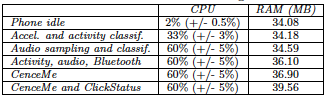 CPU RAM (MB)
Phone idle 2% (+/- 0.5%) 34.08
Accel. and activity classif. 33% (+/- 3%) 34.18
Audio sampling and classif. 60% (+/- 5%) 34.59
Activity, audio, Bluetooth 60% (+/- 5%) 36.10
CenceMe 60% (+/- 5%) 36.90
CenceMe and ClickStatus 60% (+/- 5%) 39.56